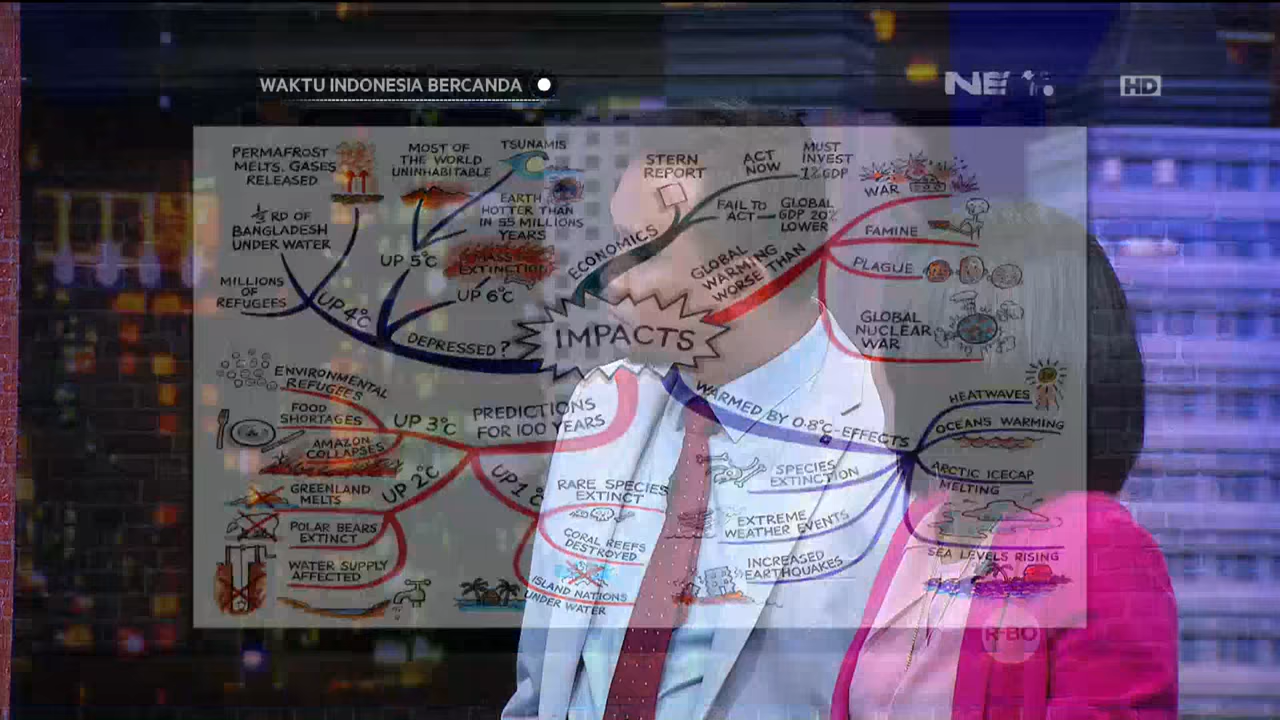 WAKTU INDONESIA BERCANDA
NE
HD
PERMAFROST
MELTS. GASES
RELEASED
MOST OF
THE WORLD
UNINHABITABLE
TSUNAMIS
EARTH
HOTTER THAN
IN 55 MILLIONS
YEARS
⅓ RD OF
BANGLADESH
UNDER WATER
MILLIONS
OF
REFUGEES
UP 4°C
UP 5°C
MASS
EXTINCTION
UP 6°C
DEPRESSED?
ECONOMICS
STERN
REPORT
ACT
NOW
MUST
INVEST
1% GDP
FAIL TO
ACT
GLOBAL
GDP 20%
LOWER
GLOBAL
WARMING
WORSE THAN
WAR
FAMINE
PLAGUE
GLOBAL
NUCLEAR
WAR
IMPACTS
ENVIRONMENTAL
REFUGEES
FOOD
SHORTAGES
AMAZON
COLLAPSES
UP 3°C
PREDICTIONS
FOR 100 YEARS
GREENLAND
MELTS
POLAR BEARS
EXTINCT
WATER SUPPLY
AFFECTED
UP 2°C
UP 1°C
RARE SPECIES
EXTINCT
CORAL REEFS
DESTROYED
ISLAND NATIONS
UNDER WATER
WARMED BY 0.8°C-EFFECTS
SPECIES
EXTINCTION
EXTREME
WEATHER EVENTS
INCREASED
EARTHQUAKES
HEATWAVES
OCEANS WARMING
ARCTIC ICECAP
MELTING
SEA LEVELS RISING
R-BO